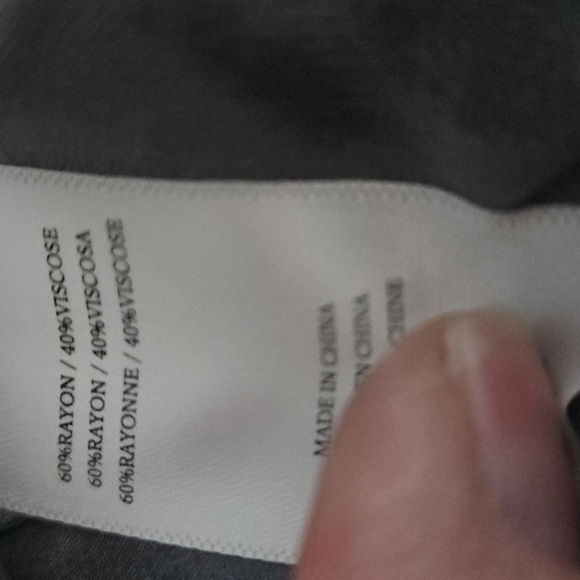 60%RAYON / 40%VISCOSE
60%RAYON / 40%VISCOSA
60%RAYONNE / 40%VISCOSE
MADE IN CHINA
EN CHINA
CHINE